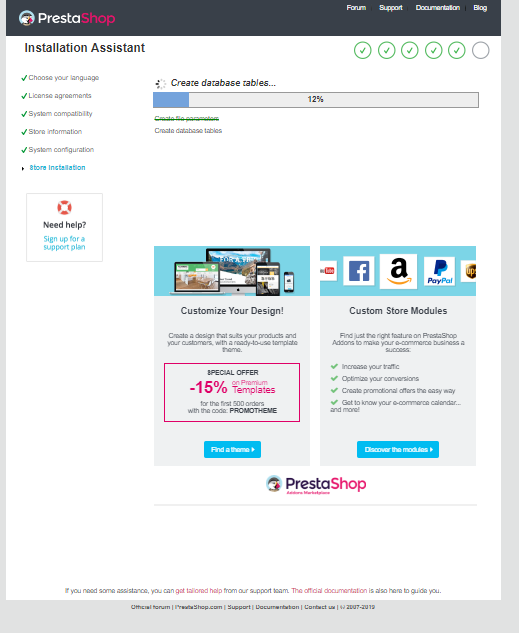 Forum Support Documentation Blog
PrestaShop
Installation Assistant
Choose your language
License agreements
System compatibility
Store information
System configuration
Store installation
Need help?
Sign up for a
support plan
Create database tables...
12%
Create file parameters
Create database tables
Customize Your Design!
Create a design that suits your products and
your customers, with a ready-to-use template
theme.
SPECIAL OFFER
-15% on Premium
Templates
for the first 500 orders
with the code: PROMOTHEME
Find a theme
Tube
f
a
PayPal
ups
Custom Store Modules
Find just the right feature on PrestaShop
Addons to make your e-commerce business a
success:
Increase your traffic
Optimize your conversions
Create promotional offers the easy way
Get to know your e-commerce calendar...
and more!
Discover the modules
PrestaShop
Addons Marketplace
If you need some assistance, you can get tailored help from our support team. The official documentation is also here to guide you.
Official forum | PrestaShop.com | Support | Documentation | Contact us | © 2007-2019